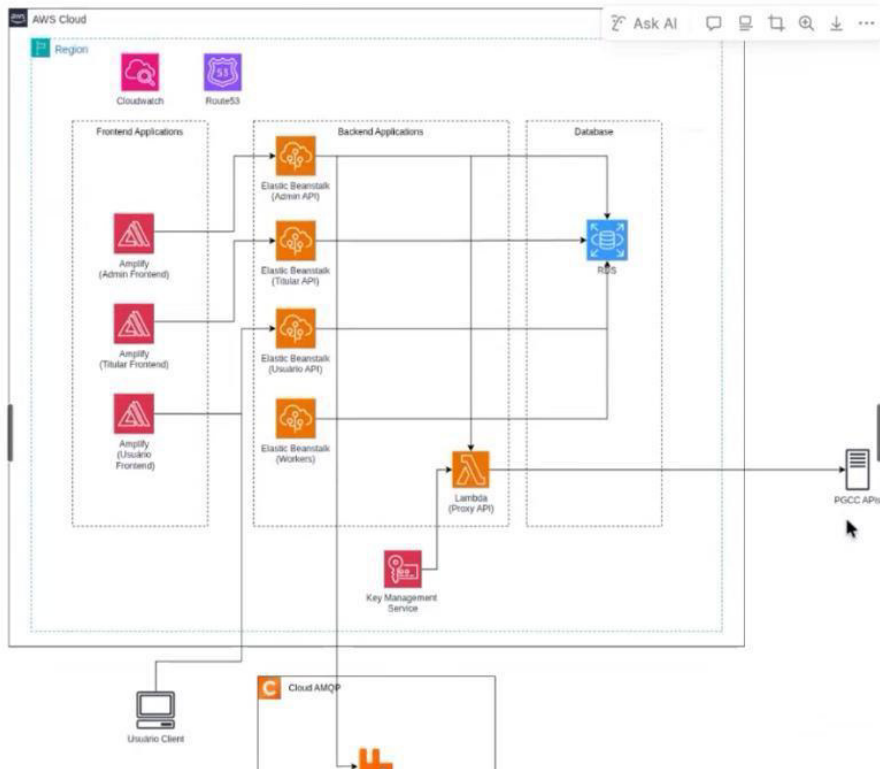 aws
AWS Cloud
Ask AI
Region
53
Cloudwatch
Route53
Frontend Applications
Backend Applications
Database
Elastic Beanstalk
(Admin API)
Amplify
(Admin Frontend)
Elastic Beanstalk
(Titular API)
RDS
Amplify
(Titular Frontend)
Elastic Beanstalk
(Usuário API)
Amplify
(Usuário
Frontend)
Elastic Beanstalk
(Workers)
Lambda
(Proxy API)
PGCC APIs
Key Management
Service
C
Cloud AMQP
Usuário Client